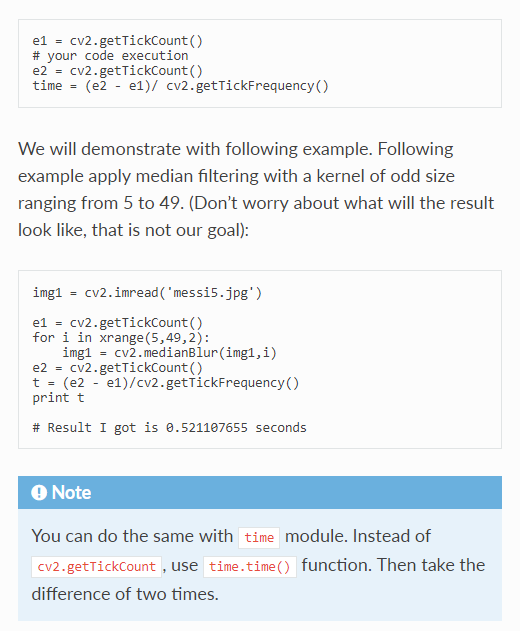 e1 = cv2.getTickCount()
# your code execution
e2 = cv2.getTickCount()
time = (e2 - e1)/ cv2.getTickFrequency()
We will demonstrate with following example. Following
example apply median filtering with a kernel of odd size
ranging from 5 to 49. (Don't worry about what will the result
look like, that is not our goal):
img1 = cv2.imread('messi5.jpg')
e1 = cv2.getTickCount()
for i in xrange(5,49,2):
    img1 = cv2.medianBlur(img1,i)
e2 = cv2.getTickCount()
t = (e2 - e1)/cv2.getTickFrequency()
print t
# Result I got is 0.521107655 seconds
Note
You can do the same with time module. Instead of
cv2.getTickCount , use time.time() function. Then take the
difference of two times.